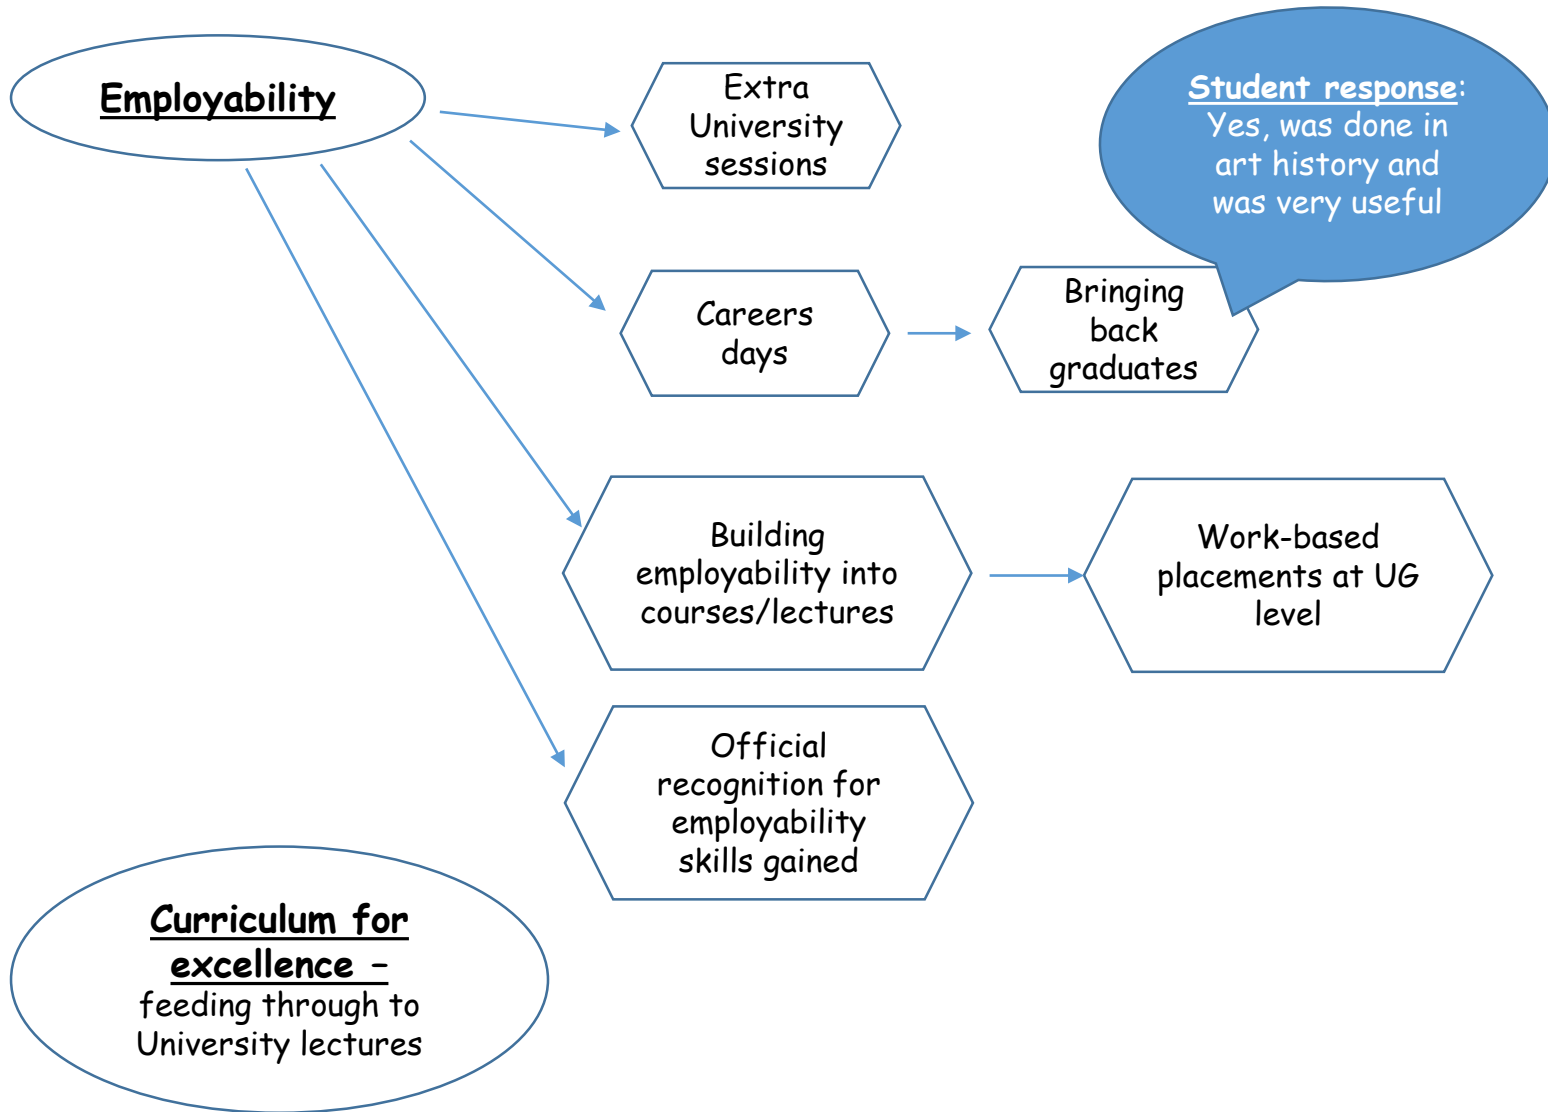 Employability
Extra
University
sessions
Student response:
Yes, was done in
art history and
was very useful
Careers
days
Bringing
back
graduates
Building
employability into
courses/lectures
Work-based
placements at UG
level
Official
recognition for
employability
skills gained
Curriculum for
excellence –
feeding through to
University lectures